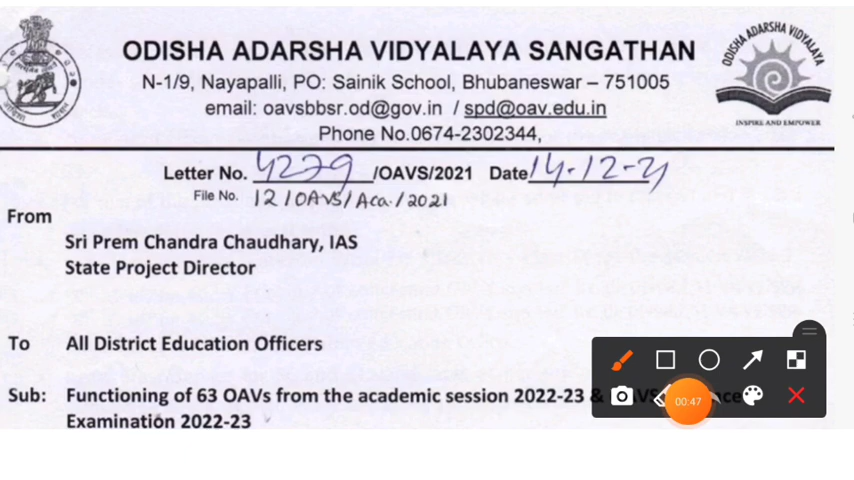 ODISHA ADARSHA VIDYALAYA SANGATHAN
N-1/9, Nayapalli, PO: Sainik School, Bhubaneswar – 751005
email: oavsbbsr.od@gov.in / spd@oav.edu.in
Phone No.0674-2302344,
ODISHA ADARSHA VIDYALAYA
INSPIRE AND EMPOWER
Letter No. 4279 /OAVS/2021 Date 14-12-21
File No. 12/OAVS/Aca./2021
From
Sri Prem Chandra Chaudhary, IAS
State Project Director
To All District Education Officers
Sub: Functioning of 63 OAVs from the academic session 2022-23 &
Examination 2022-23
00:47